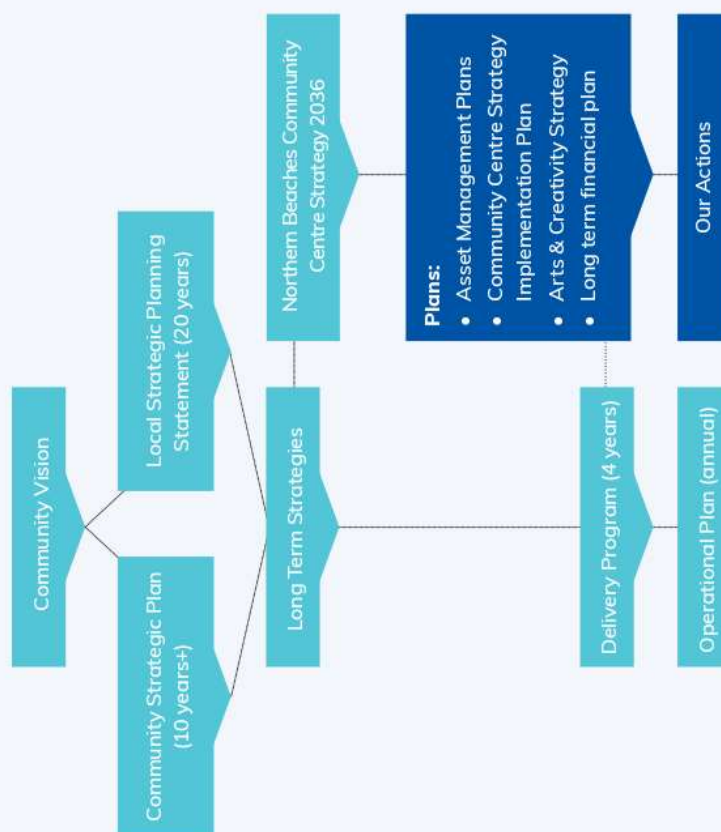 Community Vision
Community Strategic Plan
(10 years+)
Local Strategic Planning
Statement (20 years)
Long Term Strategies
Northern Beaches Community
Centre Strategy 2036
Plans:
• Asset Management Plans
• Community Centre Strategy
Implementation Plan
• Arts & Creativity Strategy
• Long term financial plan
Delivery Program (4 years)
Operational Plan (annual)
Our Actions